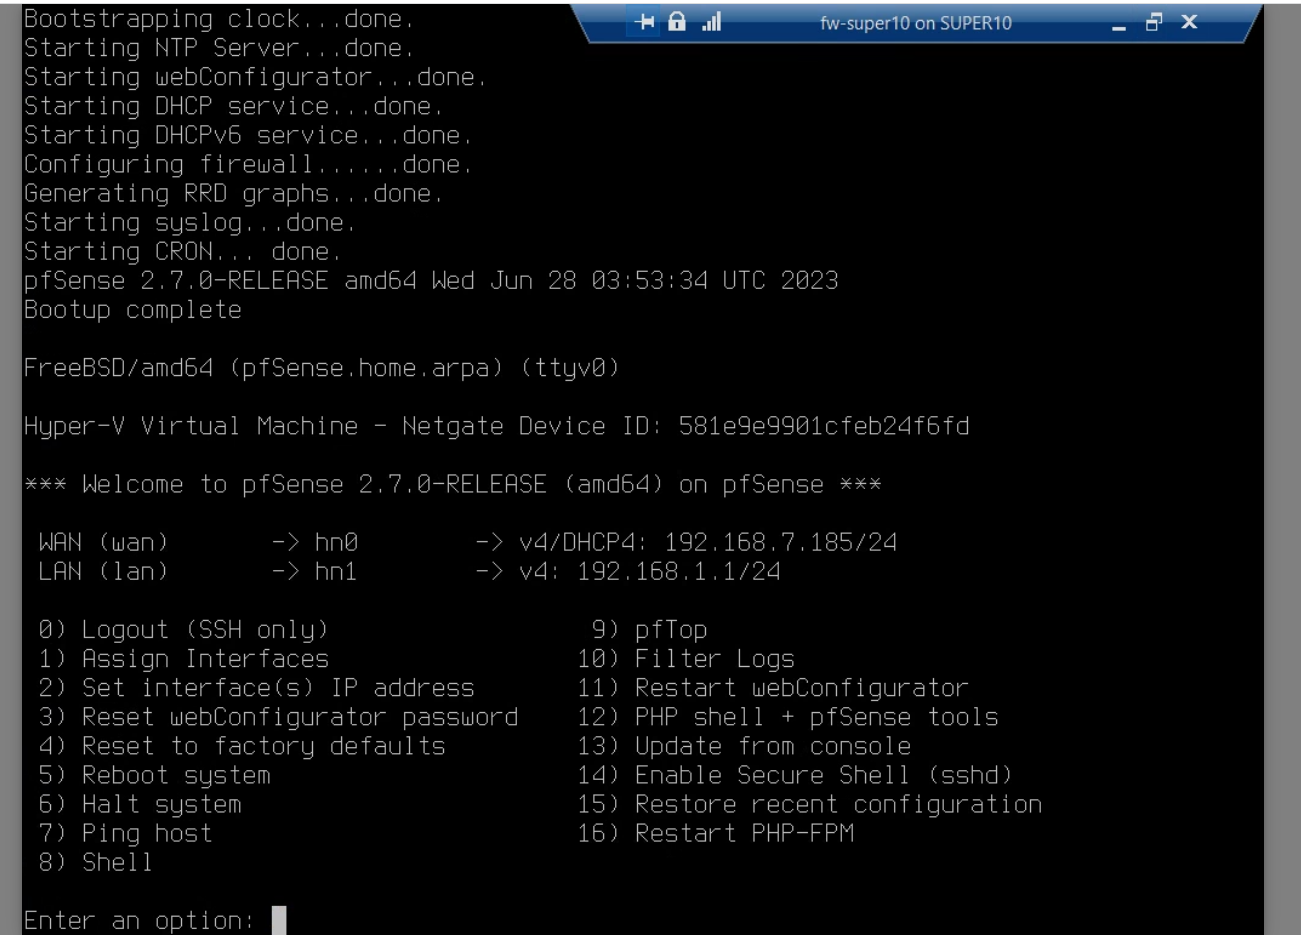 Bootstrapping clock...done.
fw-super10 on SUPER10
Starting NTP Server...done.
Starting webConfigurator...done.
Starting DHCP service...done.
Starting DHCPv6 service...done.
Configuring firewall......done.
Generating RRD graphs...done.
Starting syslog...done.
Starting CRON... done.
pfSense 2.7.0-RELEASE amd64 Wed Jun 28 03:53:34 UTC 2023
Bootup complete
FreeBSD/amd64 (pfSense.home.arpa) (ttyv0)
Hyper-V Virtual Machine - Netgate Device ID: 581e9e9901cfeb24f6fd
*** Welcome to pfSense 2.7.0-RELEASE (amd64) on pfSense ***
WAN (wan) -> hn0 -> v4/DHCP4: 192.168.7.185/24
LAN (lan) -> hn1 -> v4: 192.168.1.1/24
0) Logout (SSH only) 9) pfTop
1) Assign Interfaces 10) Filter Logs
2) Set interface(s) IP address 11) Restart webConfigurator
3) Reset webConfigurator password 12) PHP shell + pfSense tools
4) Reset to factory defaults 13) Update from console
5) Reboot system 14) Enable Secure Shell (sshd)
6) Halt system 15) Restore recent configuration
7) Ping host 16) Restart PHP-FPM
8) Shell
Enter an option: